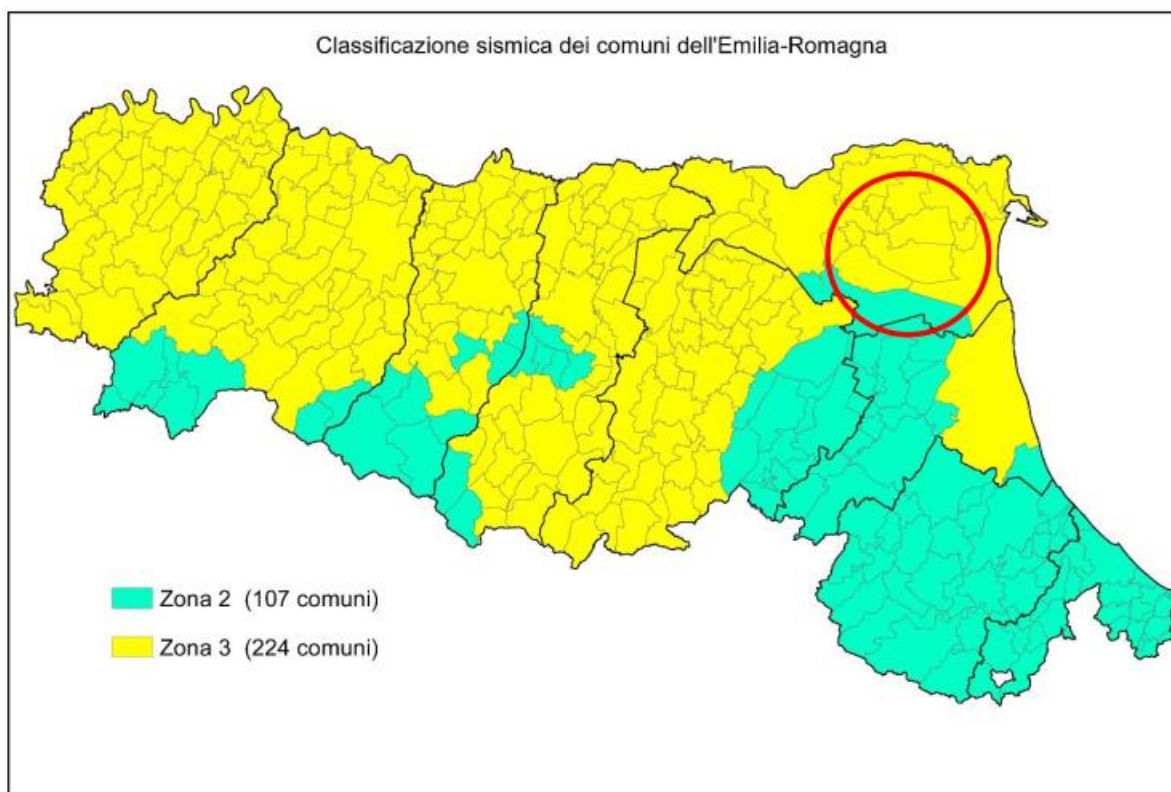 Classificazione sismica dei comuni dell'Emilia-Romagna
Zona 2 (107 comuni)
Zona 3 (224 comuni)